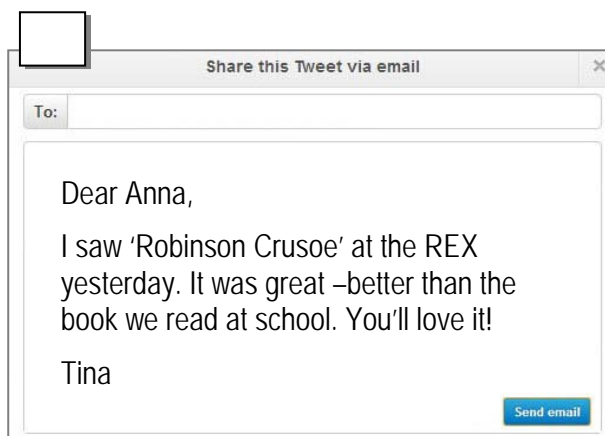 Share this Tweet via email ×
To:
Dear Anna,
I saw ‘Robinson Crusoe’ at the REX
yesterday. It was great –better than the
book we read at school. You’ll love it!
Tina
Send email